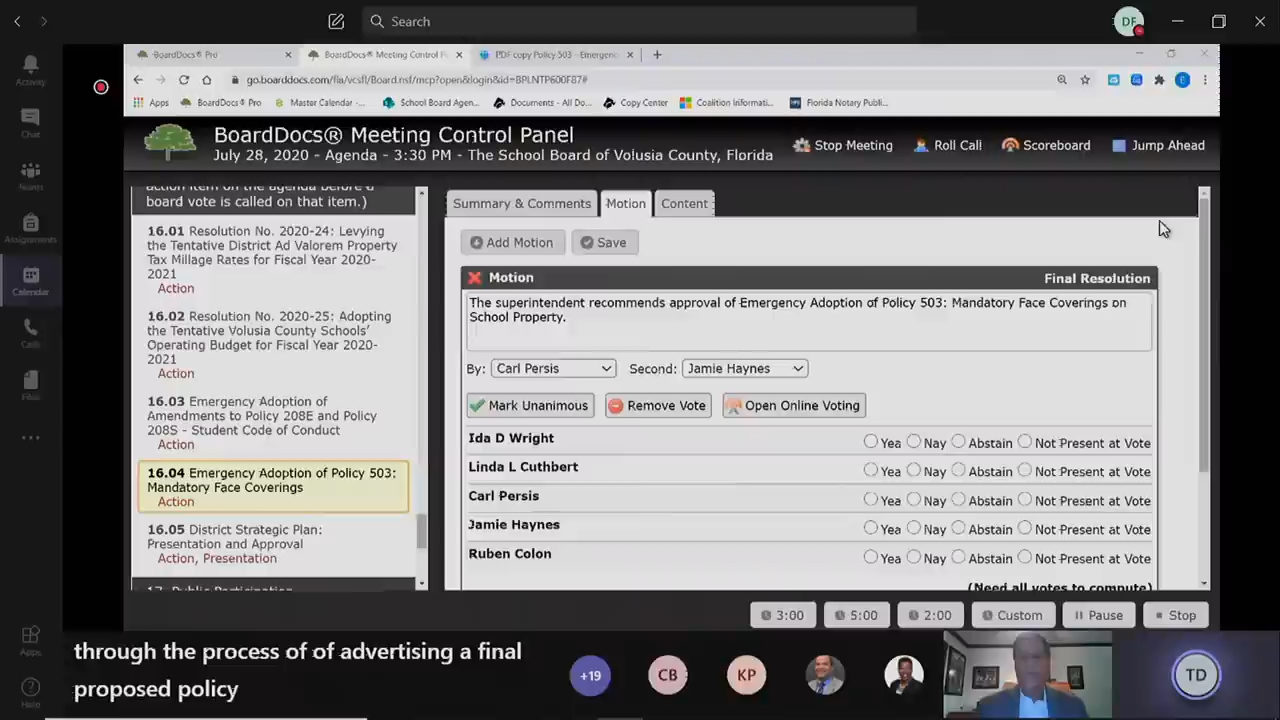 Search
DF
Activity
Chat
Teams
Assignments
Calendar
Calls
Files
Apps
Help
BoardDocs® Pro
BoardDocs® Meeting Control P
PDF copy Policy 503 - Emergenc
go.boarddocs.com/fla/vcsfl/Board.nsf/mcp?open&login&id=BPLNTP600F87#
Apps
BoardDocs® Pro
Master Calendar -...
School Board Agen...
Documents - All Do...
Copy Center
Coalition Informati...
Florida Notary Publi...
BoardDocs® Meeting Control Panel
July 28, 2020 - Agenda - 3:30 PM - The School Board of Volusia County, Florida
Stop Meeting
Roll Call
Scoreboard
Jump Ahead
action item on the agenda before a
board vote is called on that item.)
16.01 Resolution No. 2020-24: Levying
the Tentative District Ad Valorem Property
Tax Millage Rates for Fiscal Year 2020-
2021
Action
16.02 Resolution No. 2020-25: Adopting
the Tentative Volusia County Schools'
Operating Budget for Fiscal Year 2020-
2021
Action
16.03 Emergency Adoption of
Amendments to Policy 208E and Policy
208S - Student Code of Conduct
Action
16.04 Emergency Adoption of Policy 503:
Mandatory Face Coverings
Action
16.05 District Strategic Plan:
Presentation and Approval
Action, Presentation
17. Public Participation
Summary & Comments
Motion
Content
Add Motion
Save
Motion
Final Resolution
The superintendent recommends approval of Emergency Adoption of Policy 503: Mandatory Face Coverings on
School Property.
By: Carl Persis Second: Jamie Haynes
Mark Unanimous
Remove Vote
Open Online Voting
Ida D Wright Yea Nay Abstain Not Present at Vote
Linda L Cuthbert Yea Nay Abstain Not Present at Vote
Carl Persis Yea Nay Abstain Not Present at Vote
Jamie Haynes Yea Nay Abstain Not Present at Vote
Ruben Colon Yea Nay Abstain Not Present at Vote
(Need all votes to compute)
3:00
5:00
2:00
Custom
Pause
Stop
through the process of of advertising a final
proposed policy
+19
CB
KP
TD